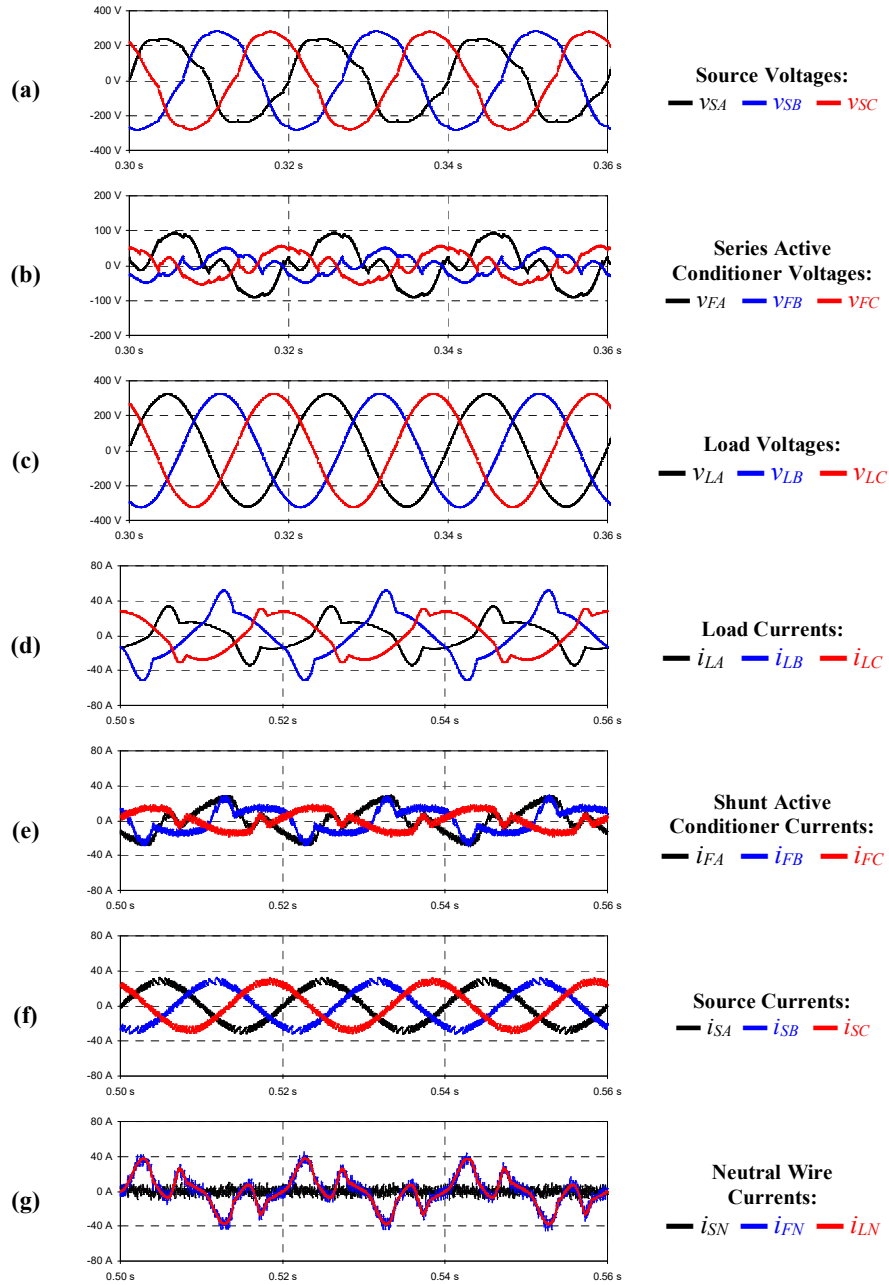 400 V
200 V
0 V
-200 V
-400 V
0.30 s 0.32 s 0.34 s 0.36 s
(a)
Source Voltages:
vSA vSB vSC
200 V
100 V
0 V
-100 V
-200 V
0.30 s 0.32 s 0.34 s 0.36 s
(b)
Series Active
Conditioner Voltages:
vFA vFB vFC
400 V
200 V
0 V
-200 V
-400 V
0.30 s 0.32 s 0.34 s 0.36 s
(c)
Load Voltages:
vLA vLB vLC
80 A
40 A
0 A
-40 A
-80 A
0.50 s 0.52 s 0.54 s 0.56 s
(d)
Load Currents:
iLA iLB iLC
80 A
40 A
0 A
-40 A
-80 A
0.50 s 0.52 s 0.54 s 0.56 s
(e)
Shunt Active
Conditioner Currents:
iFA iFB iFC
80 A
40 A
0 A
-40 A
-80 A
0.50 s 0.52 s 0.54 s 0.56 s
(f)
Source Currents:
iSA iSB iSC
80 A
40 A
0 A
-40 A
-80 A
0.50 s 0.52 s 0.54 s 0.56 s
(g)
Neutral Wire
Currents:
iSN iFN iLN